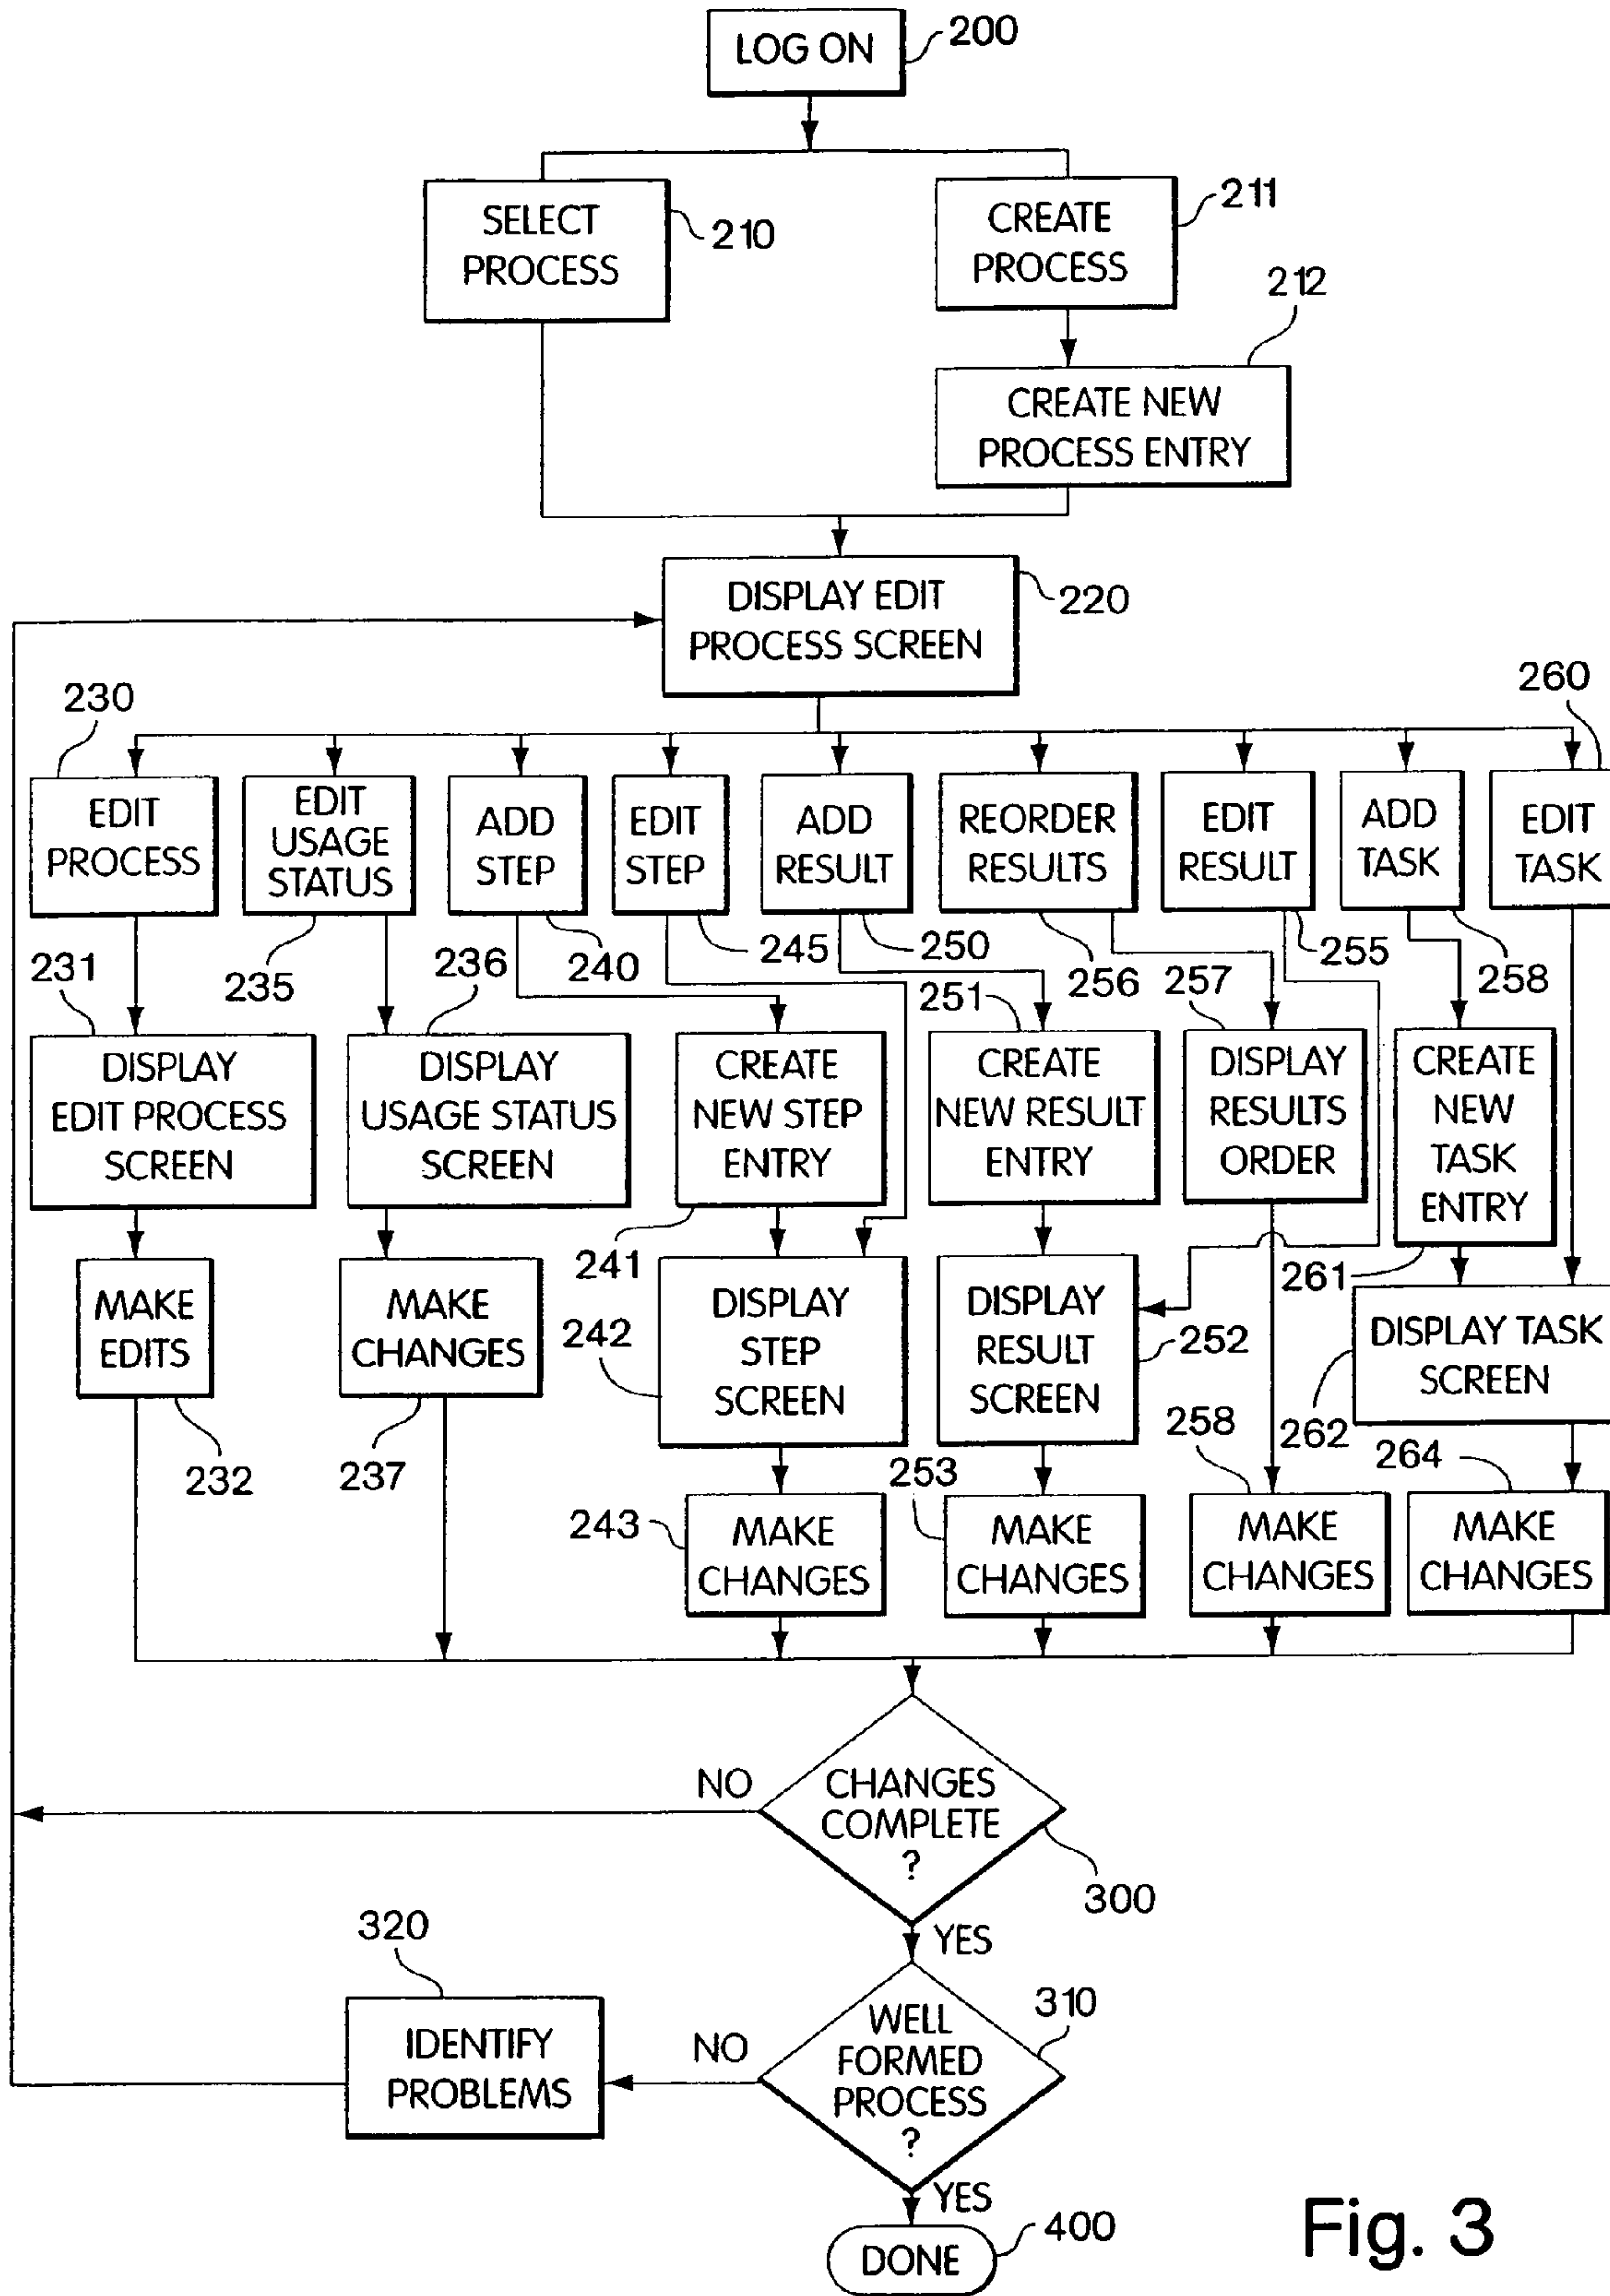 LOG ON
200
SELECT
PROCESS
210
CREATE
PROCESS
211
212
CREATE NEW
PROCESS ENTRY
DISPLAY EDIT
PROCESS SCREEN
220
230
260
EDIT
PROCESS
EDIT
USAGE
STATUS
ADD
STEP
EDIT
STEP
ADD
RESULT
REORDER
RESULTS
EDIT
RESULT
ADD
TASK
EDIT
TASK
231
235
236
240
245
250
251
256
257
255
258
DISPLAY
EDIT PROCESS
SCREEN
DISPLAY
USAGE STATUS
SCREEN
CREATE
NEW STEP
ENTRY
CREATE
NEW RESULT
ENTRY
DISPLAY
RESULTS
ORDER
CREATE
NEW
TASK
ENTRY
241
261
MAKE
EDITS
MAKE
CHANGES
242
DISPLAY
STEP
SCREEN
DISPLAY
RESULT
SCREEN
252
DISPLAY TASK
SCREEN
232
237
258
262
264
243
MAKE
CHANGES
253
MAKE
CHANGES
MAKE
CHANGES
MAKE
CHANGES
NO
CHANGES
COMPLETE
?
300
YES
320
IDENTIFY
PROBLEMS
NO
WELL
FORMED
PROCESS
?
310
YES
DONE
400
Fig. 3